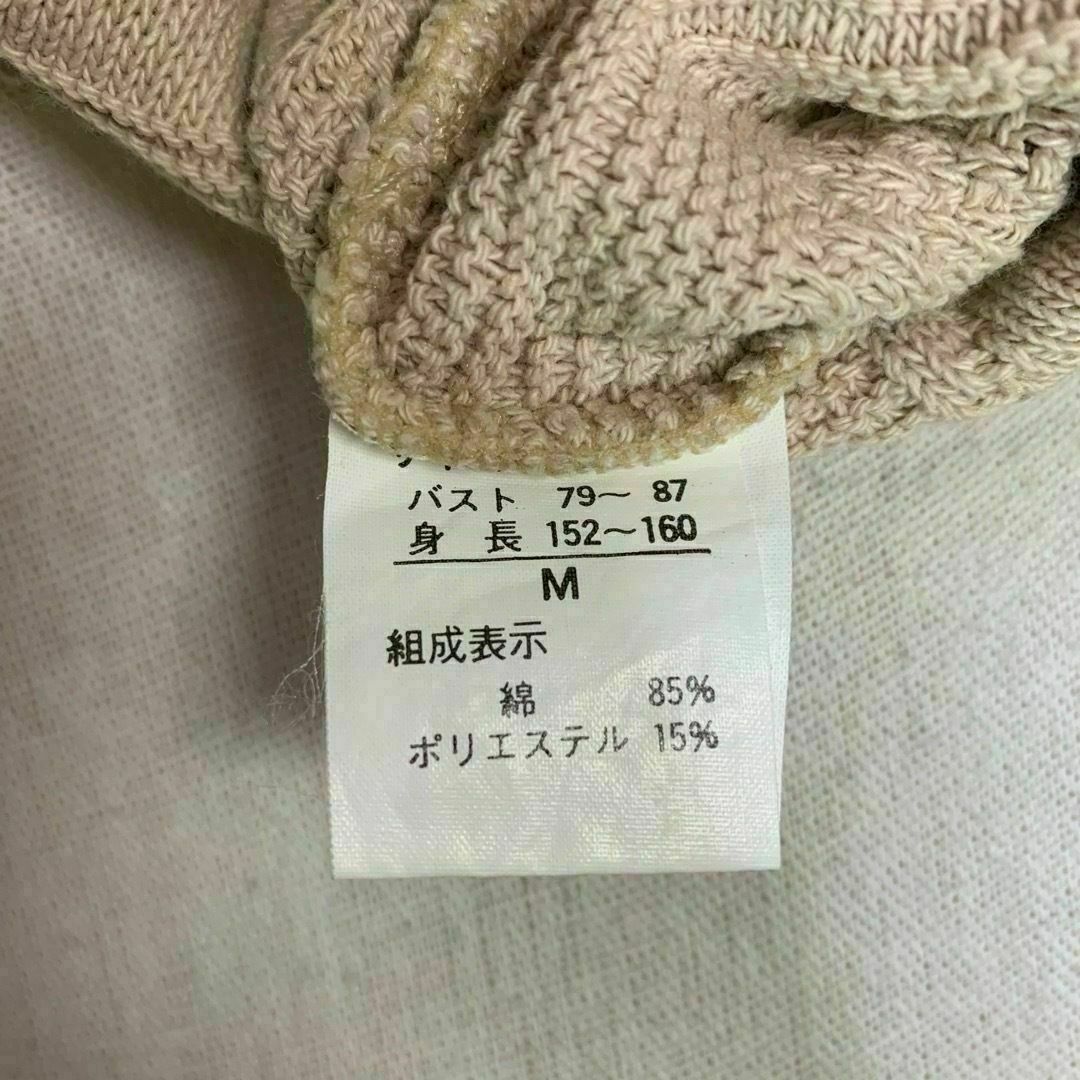 バスト 79～ 87
身 長 152～160
M
組成表示
綿 85%
ポリエステル 15%